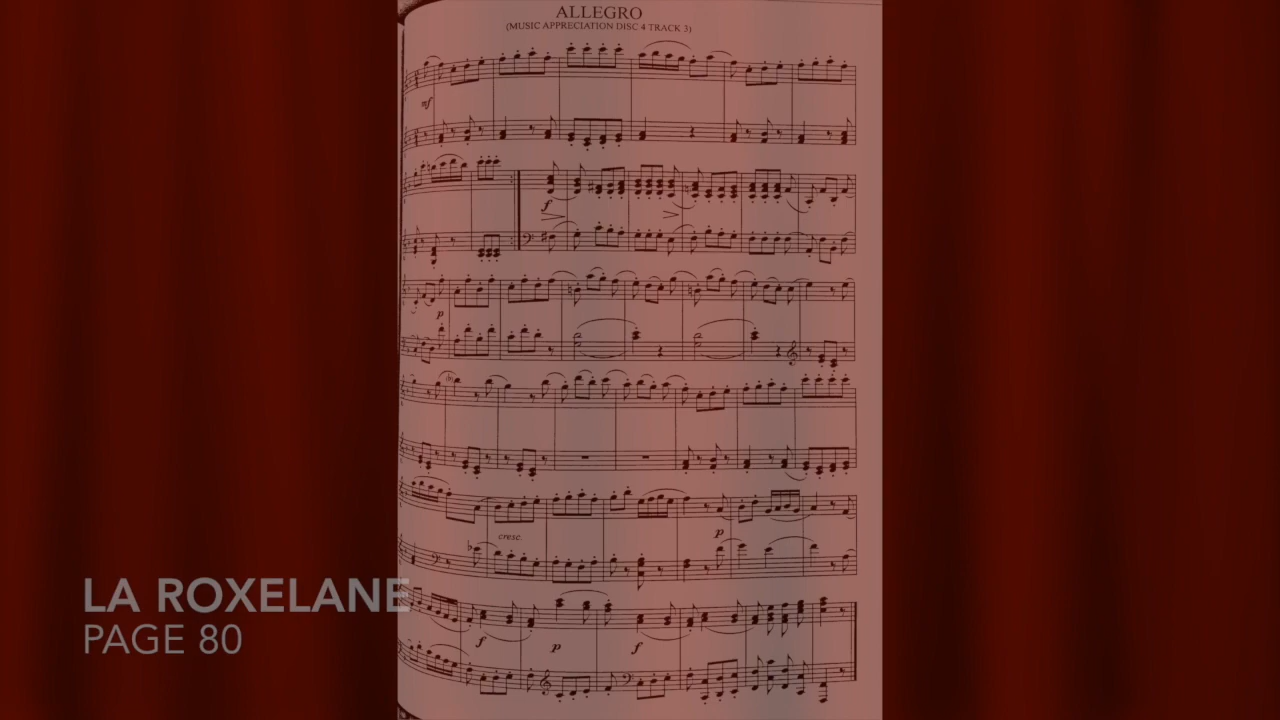 ALLEGRO
(MUSIC APPRECIATION DISC 4 TRACK 3)
mf
f
p
cresc.
p
f
p
f
LA ROXELANE
PAGE 80